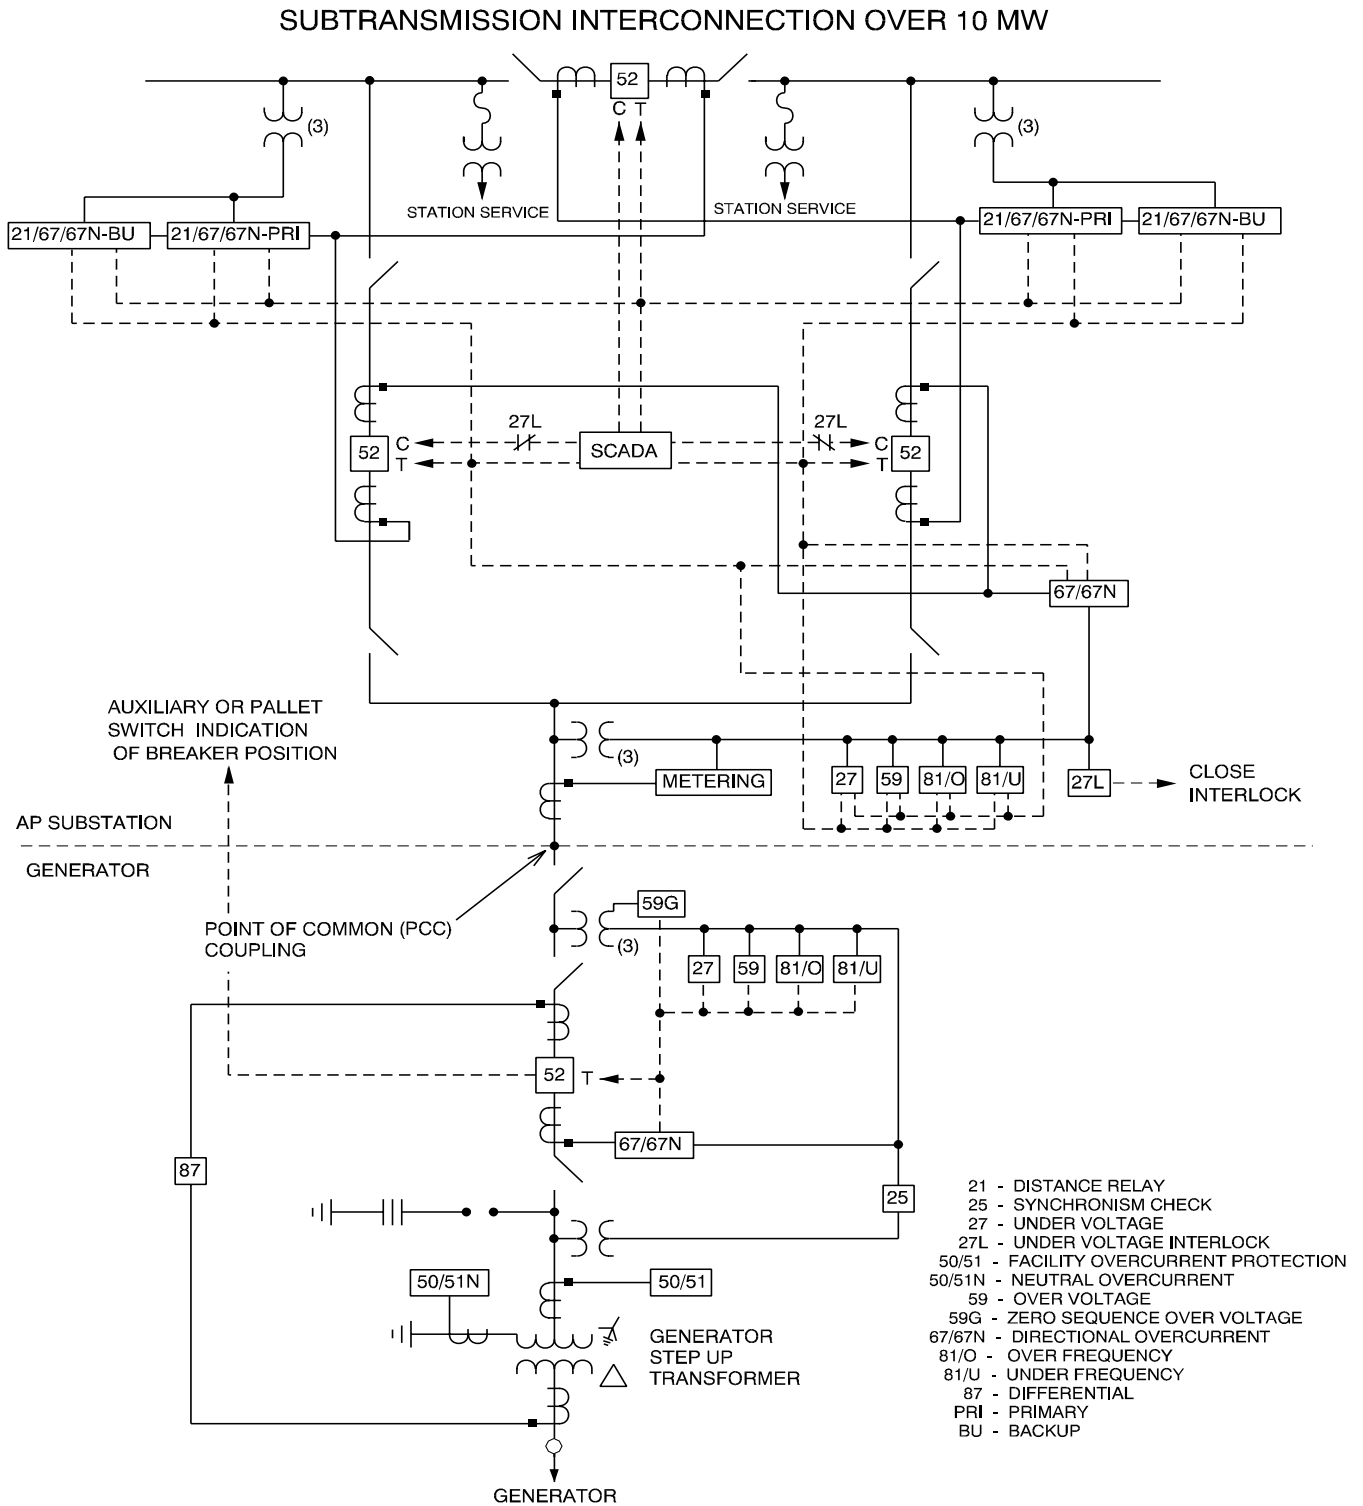 SUBTRANSMISSION INTERCONNECTION OVER 10 MW
52
C T
(3)
(3)
STATION SERVICE
STATION SERVICE
21/67/67N-BU
21/67/67N-PRI
21/67/67N-PRI
21/67/67N-BU
27L
27L
52
C
T
SCADA
C
T
52
67/67N
AUXILIARY OR PALLET
SWITCH INDICATION
OF BREAKER POSITION
(3)
METERING
27
59
81/O
81/U
27L
CLOSE
INTERLOCK
AP SUBSTATION
GENERATOR
POINT OF COMMON (PCC)
COUPLING
59G
(3)
27
59
81/O
81/U
52
T
67/67N
87
25
50/51N
50/51
GENERATOR
STEP UP
TRANSFORMER
GENERATOR
21 - DISTANCE RELAY
25 - SYNCHRONISM CHECK
27 - UNDER VOLTAGE
27L - UNDER VOLTAGE INTERLOCK
50/51 - FACILITY OVERCURRENT PROTECTION
50/51N - NEUTRAL OVERCURRENT
59 - OVER VOLTAGE
59G - ZERO SEQUENCE OVER VOLTAGE
67/67N - DIRECTIONAL OVERCURRENT
81/O - OVER FREQUENCY
81/U - UNDER FREQUENCY
87 - DIFFERENTIAL
PRI - PRIMARY
BU - BACKUP